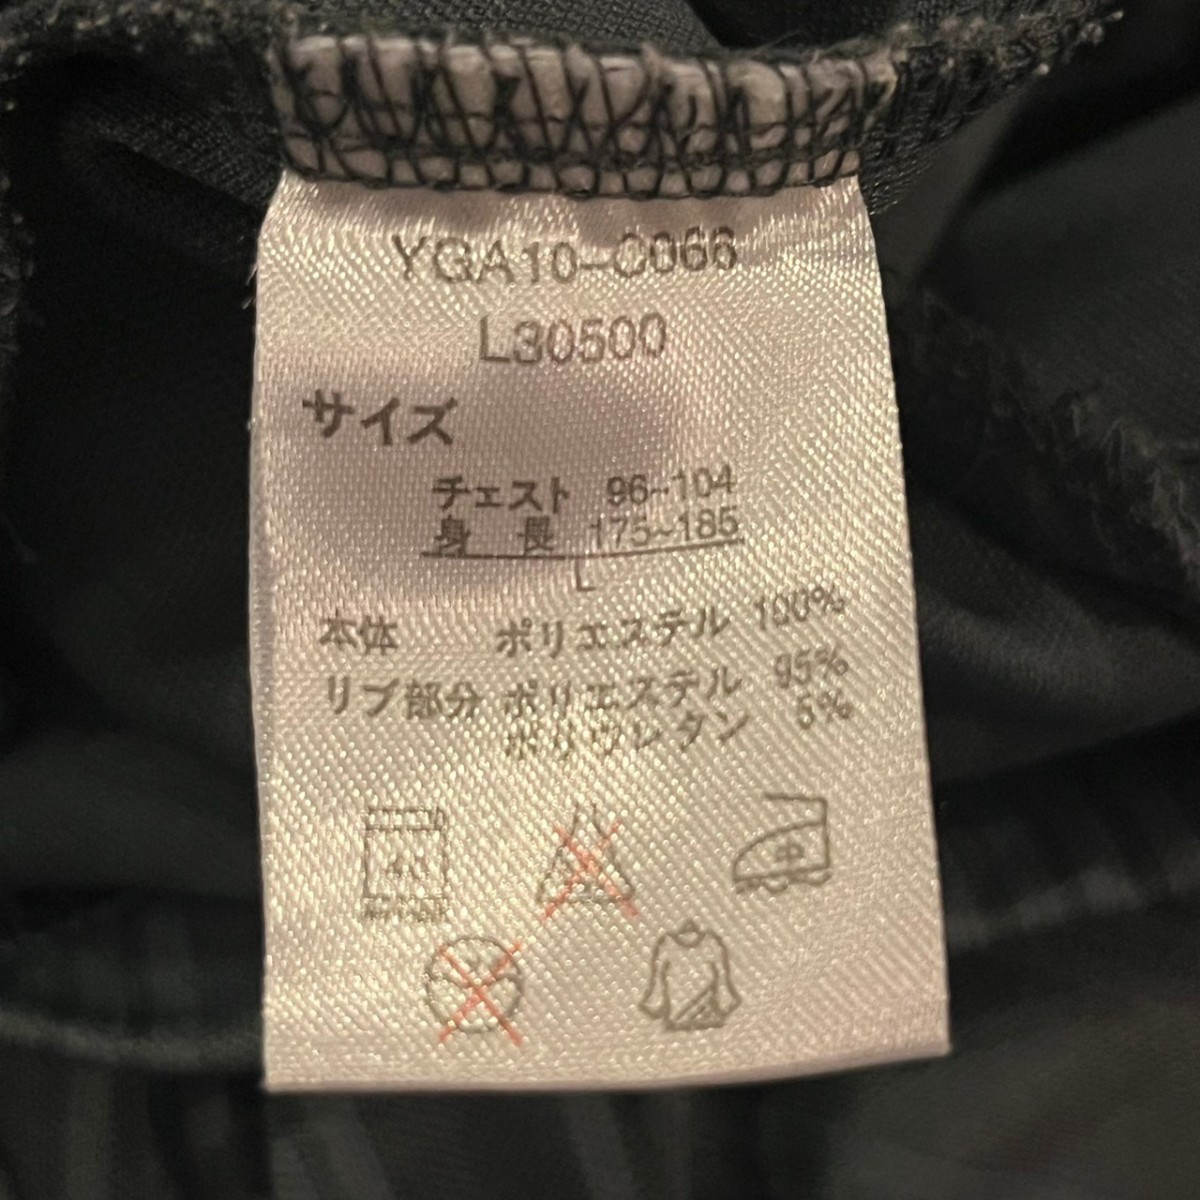 YGA10-C066
L30500
サイズ
チェスト 96~104
身長 175~185
L
本体 ポリエステル 100%
リブ部分 ポリエステル 95%
ポリウレタン 5%
40
中